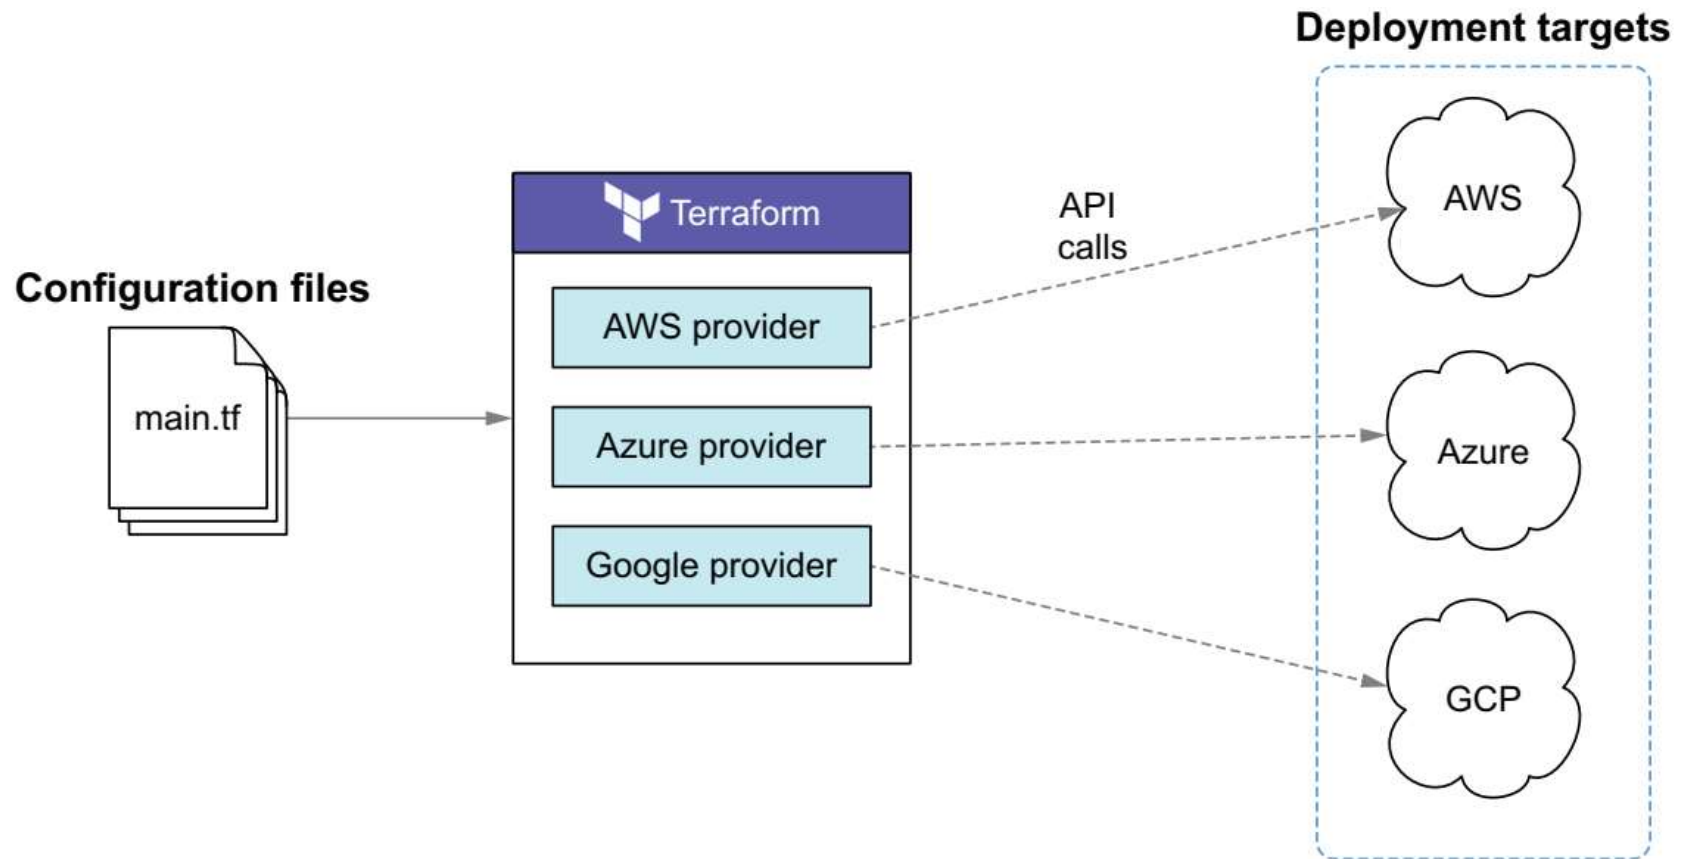 Deployment targets
AWS
API
calls
Terraform
Configuration files
AWS provider
main.tf
Azure provider
Azure
Google provider
GCP